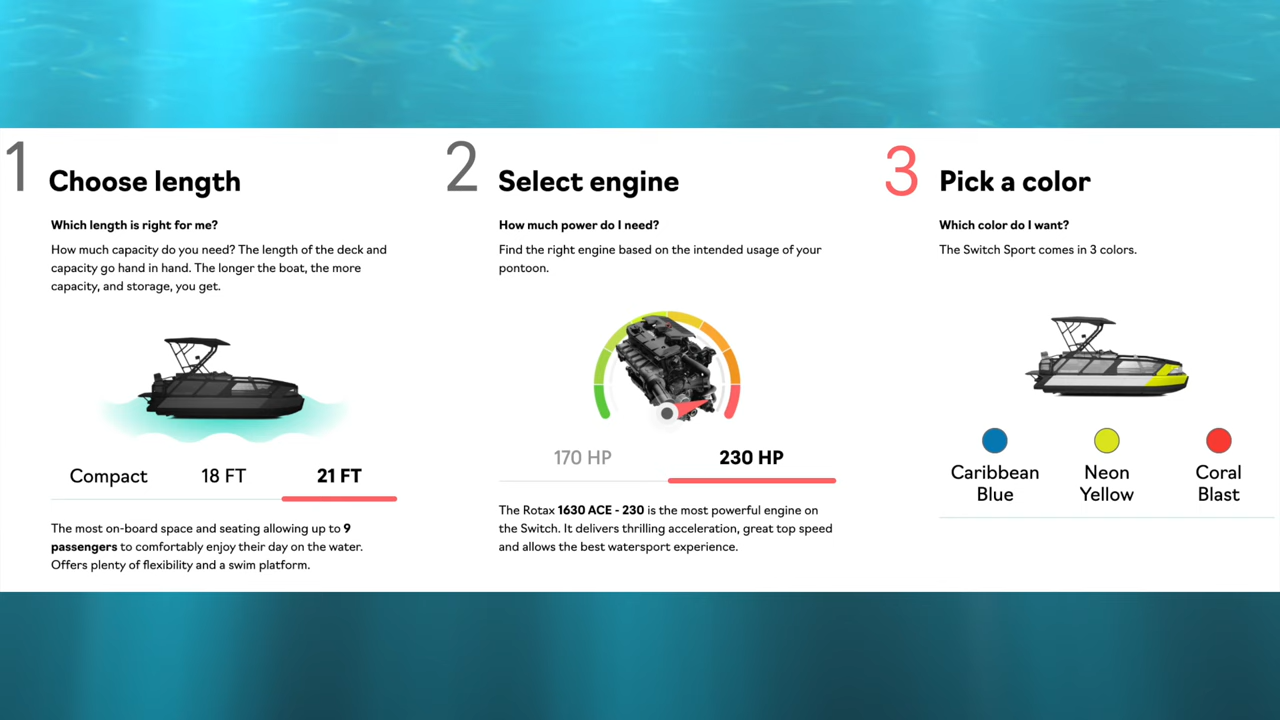 1 Choose length
Which length is right for me?
How much capacity do you need? The length of the deck and
capacity go hand in hand. The longer the boat, the more
capacity, and storage, you get.
Compact 18 FT 21 FT
The most on-board space and seating allowing up to 9
passengers to comfortably enjoy their day on the water.
Offers plenty of flexibility and a swim platform.
2 Select engine
How much power do I need?
Find the right engine based on the intended usage of your
pontoon.
170 HP 230 HP
The Rotax 1630 ACE - 230 is the most powerful engine on
the Switch. It delivers thrilling acceleration, great top speed
and allows the best watersport experience.
3 Pick a color
Which color do I want?
The Switch Sport comes in 3 colors.
Caribbean
Blue
Neon
Yellow
Coral
Blast